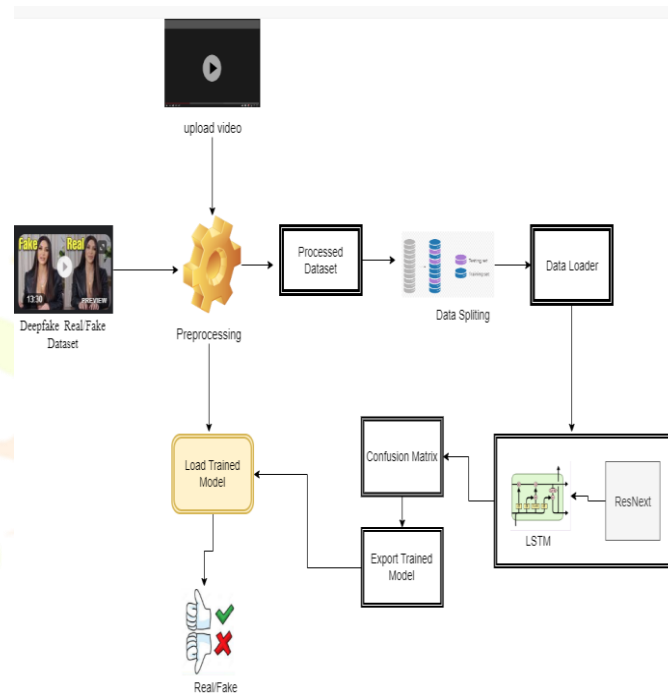 upload video
Fake Real
13:30 PREVIEW
Deepfake Real/Fake
Dataset
Preprocessing
Processed
Dataset
Testing set
Training set
Data Spliting
Data Loader
Load Trained
Model
Confusion Matrix
Export Trained
Model
LSTM
ResNext
Real/Fake